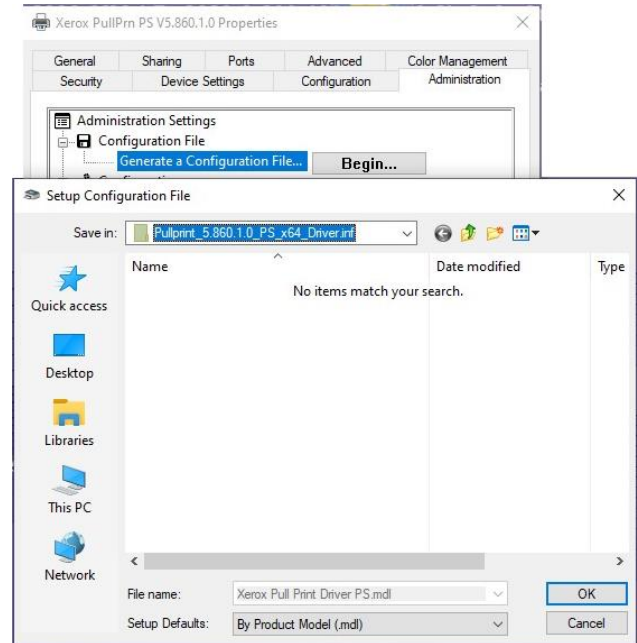 Xerox PullPrn PS V5.860.1.0 Properties
General Sharing Ports Advanced Color Management
Security Device Settings Configuration Administration
Administration Settings
Configuration File
Generate a Configuration File... Begin...
Setup Configuration File
Save in: Pullprint_5.860.1.0_PS_x64_Driver.inf
Name Date modified Type
No items match your search.
Quick access
Desktop
Libraries
This PC
Network
File name: Xerox Pull Print Driver PS.mdl OK
Setup Defaults: By Product Model (.mdl) Cancel